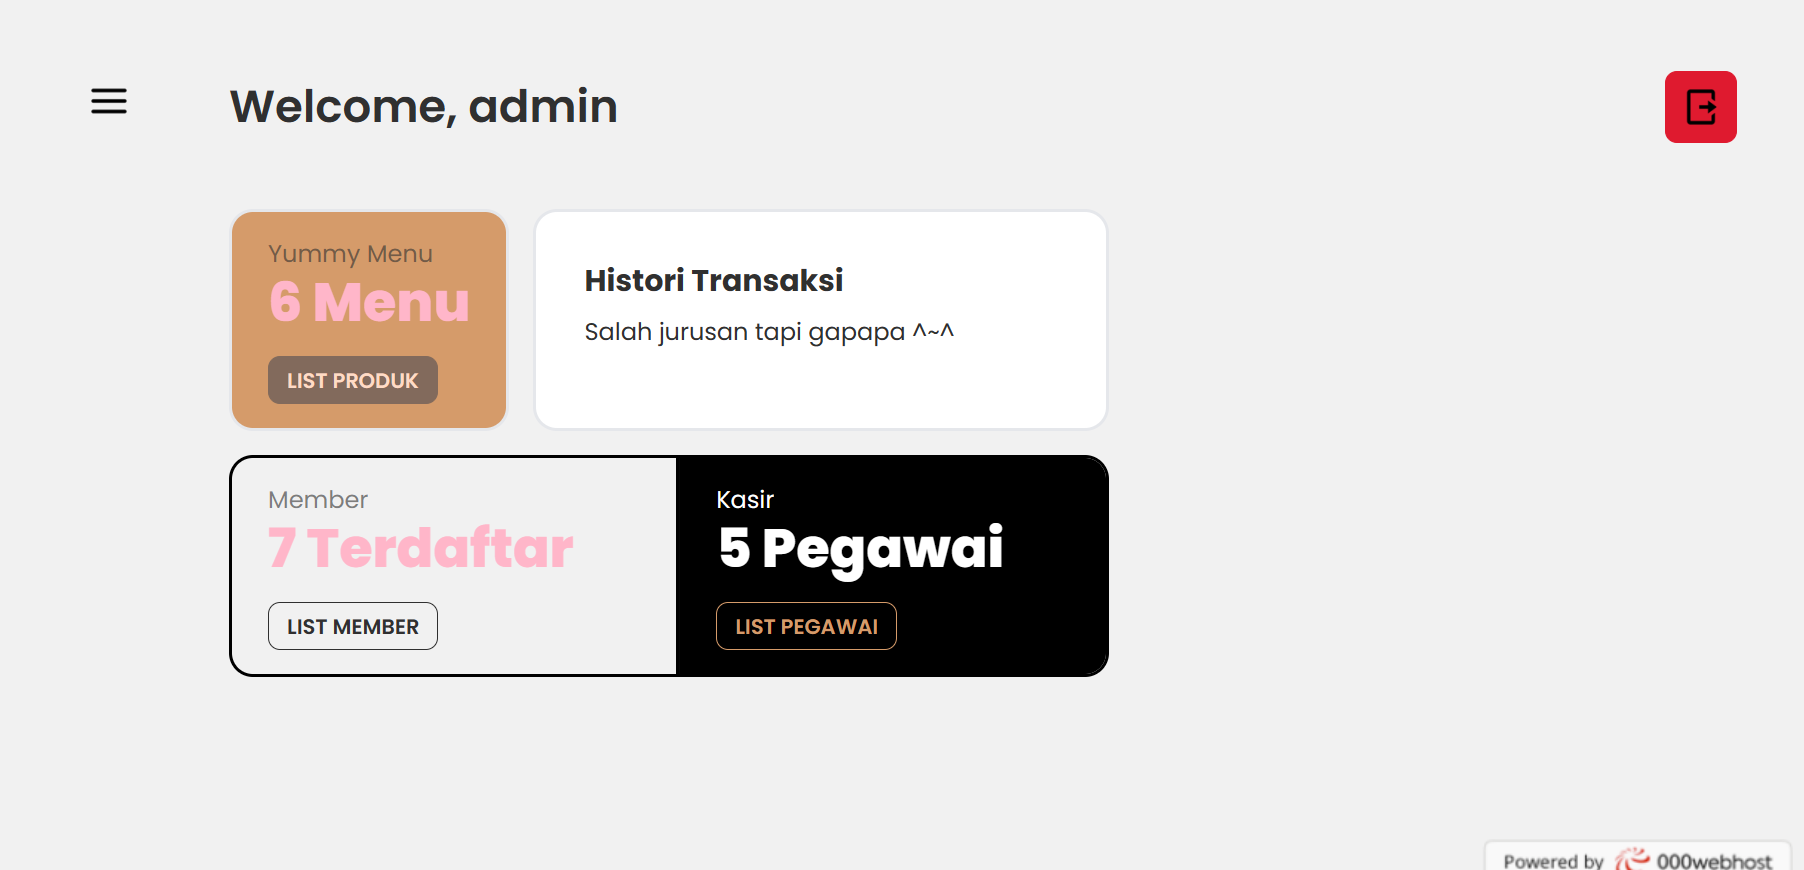 Welcome, admin
Yummy Menu
6 Menu
LIST PRODUK
Histori Transaksi
Salah jurusan tapi gapapa ^~^
Member
7 Terdaftar
LIST MEMBER
Kasir
5 Pegawai
LIST PEGAWAI
Powered by 000webhost